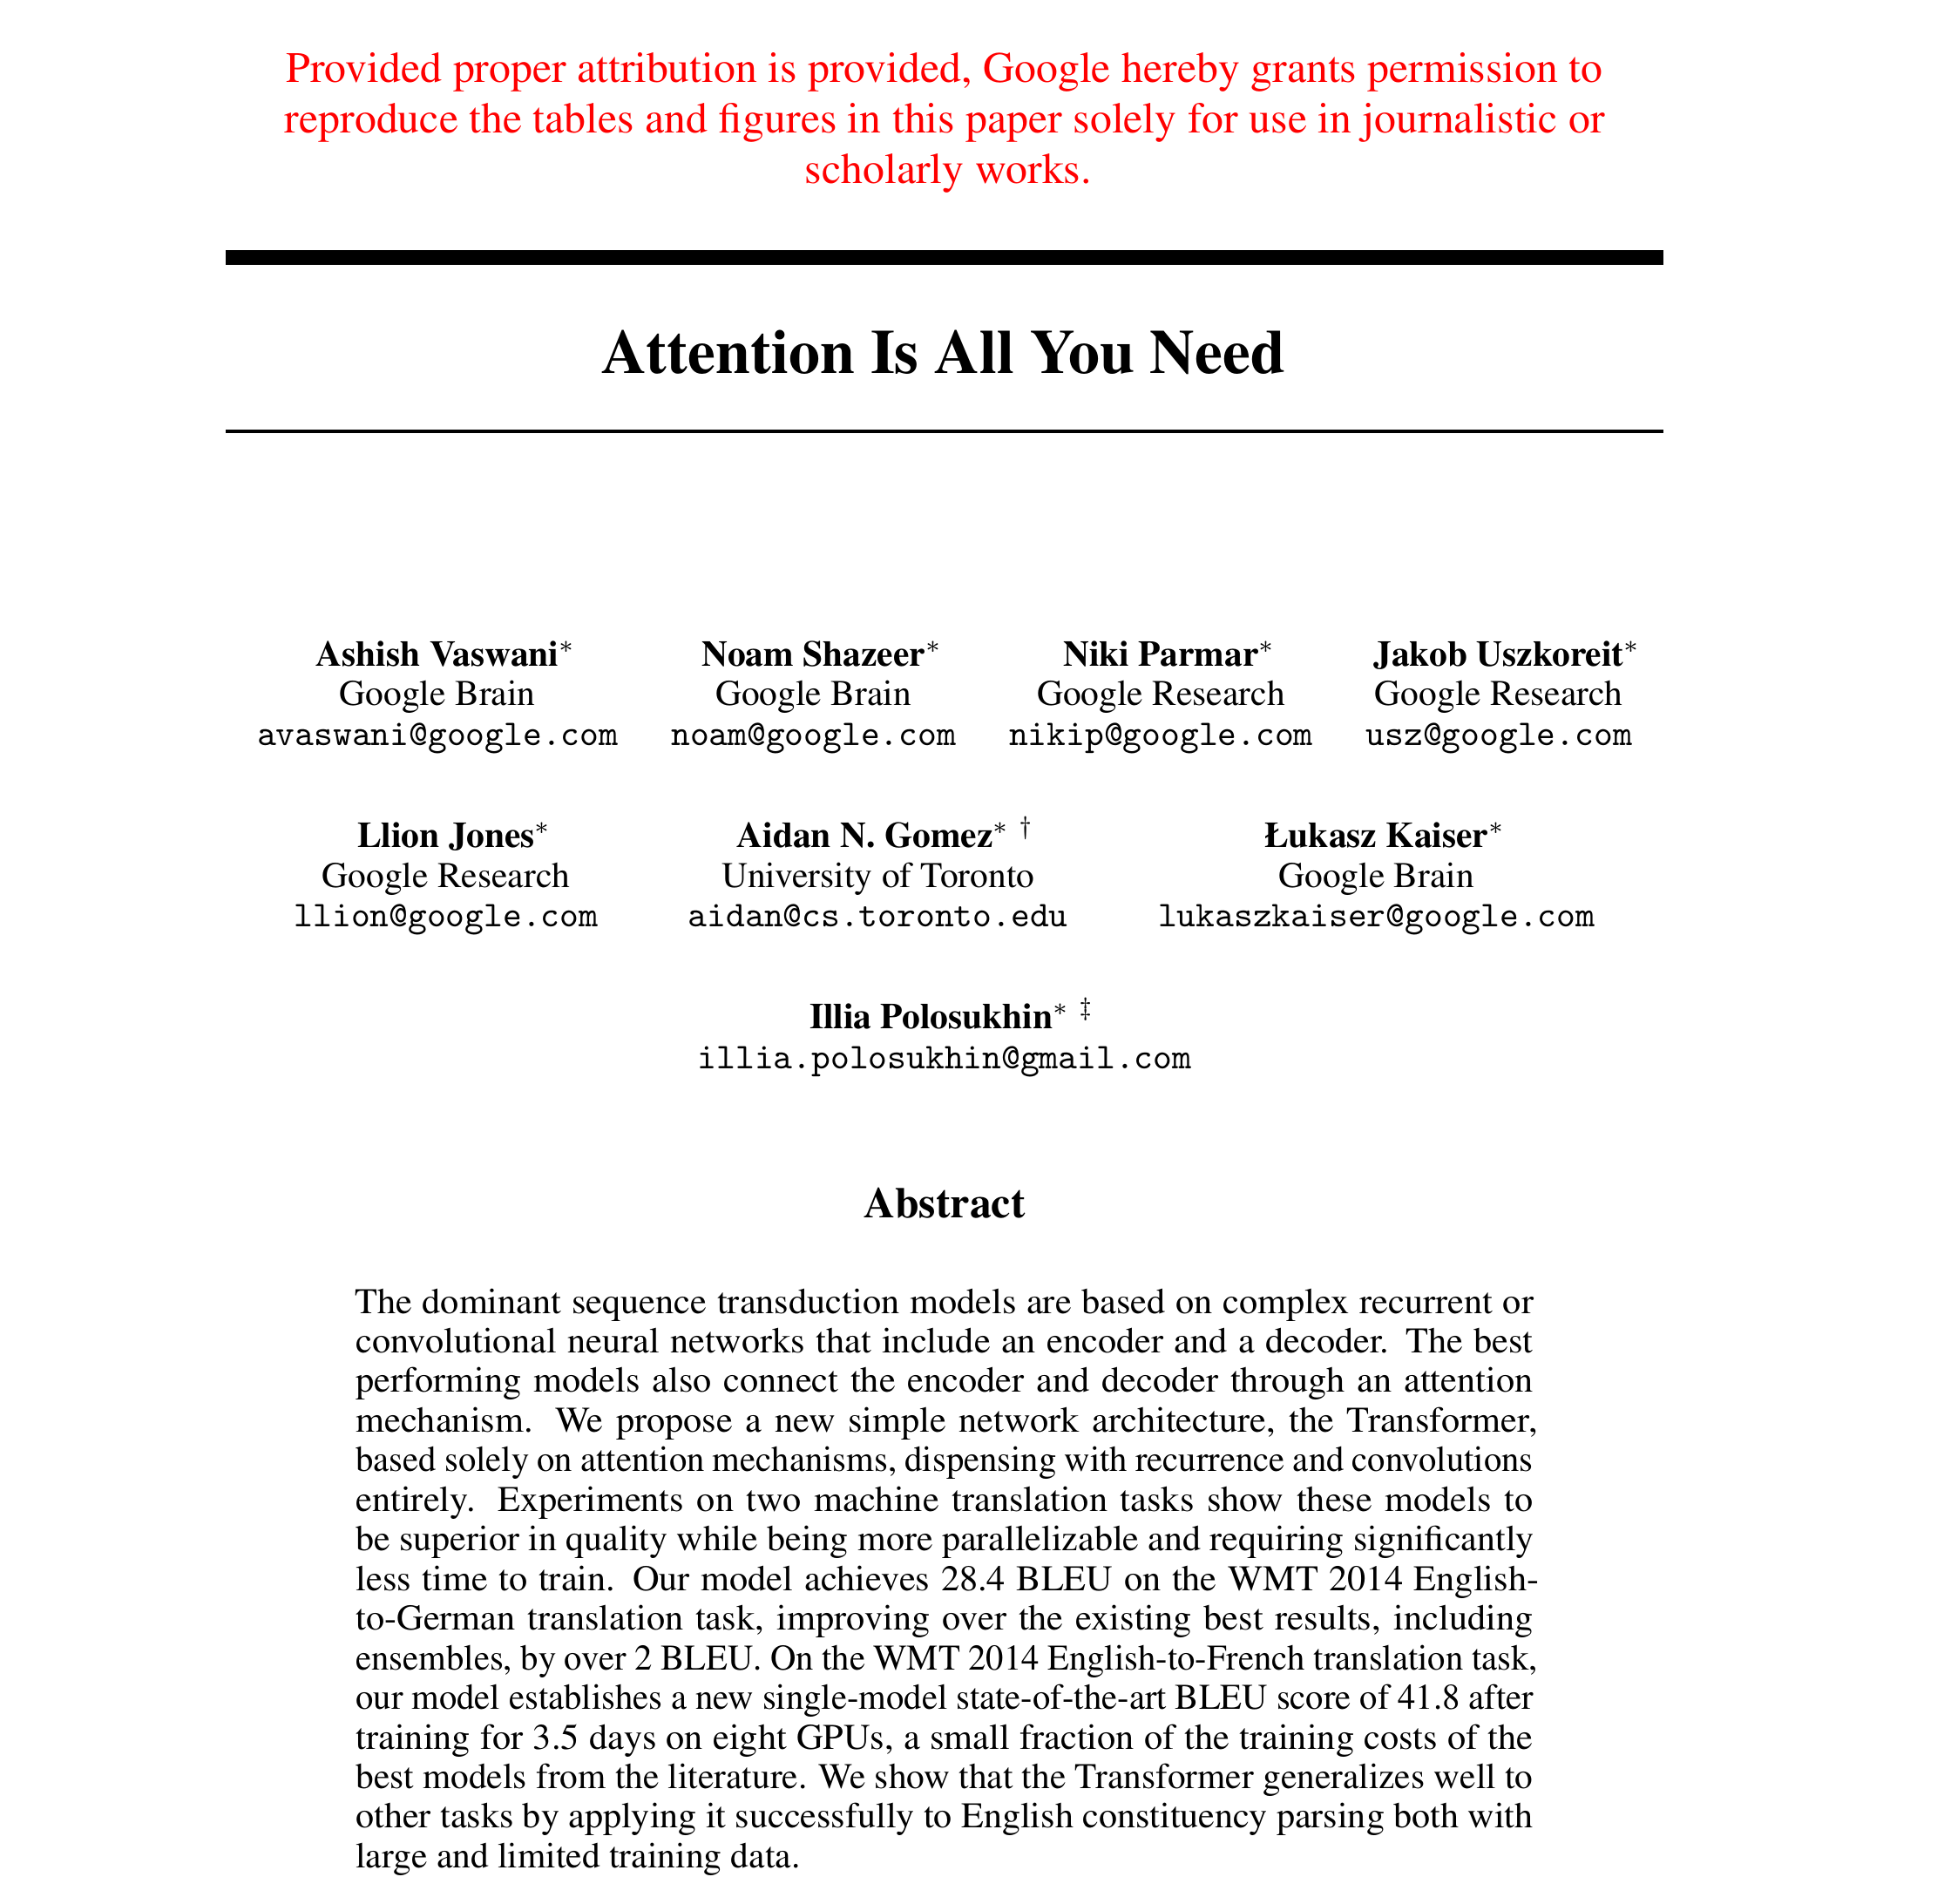 Provided proper attribution is provided, Google hereby grants permission to
reproduce the tables and figures in this paper solely for use in journalistic or
scholarly works.
Attention Is All You Need
Ashish Vaswani* Noam Shazeer* Niki Parmar* Jakob Uszkoreit*
Google Brain Google Brain Google Research Google Research
avaswani@google.com noam@google.com nikip@google.com usz@google.com
Llion Jones* Aidan N. Gomez* † Łukasz Kaiser*
Google Research University of Toronto Google Brain
llion@google.com aidan@cs.toronto.edu lukaszkaiser@google.com
Illia Polosukhin* ‡
illia.polosukhin@gmail.com
Abstract
The dominant sequence transduction models are based on complex recurrent or
convolutional neural networks that include an encoder and a decoder. The best
performing models also connect the encoder and decoder through an attention
mechanism. We propose a new simple network architecture, the Transformer,
based solely on attention mechanisms, dispensing with recurrence and convolutions
entirely. Experiments on two machine translation tasks show these models to
be superior in quality while being more parallelizable and requiring significantly
less time to train. Our model achieves 28.4 BLEU on the WMT 2014 English-
to-German translation task, improving over the existing best results, including
ensembles, by over 2 BLEU. On the WMT 2014 English-to-French translation task,
our model establishes a new single-model state-of-the-art BLEU score of 41.8 after
training for 3.5 days on eight GPUs, a small fraction of the training costs of the
best models from the literature. We show that the Transformer generalizes well to
other tasks by applying it successfully to English constituency parsing both with
large and limited training data.